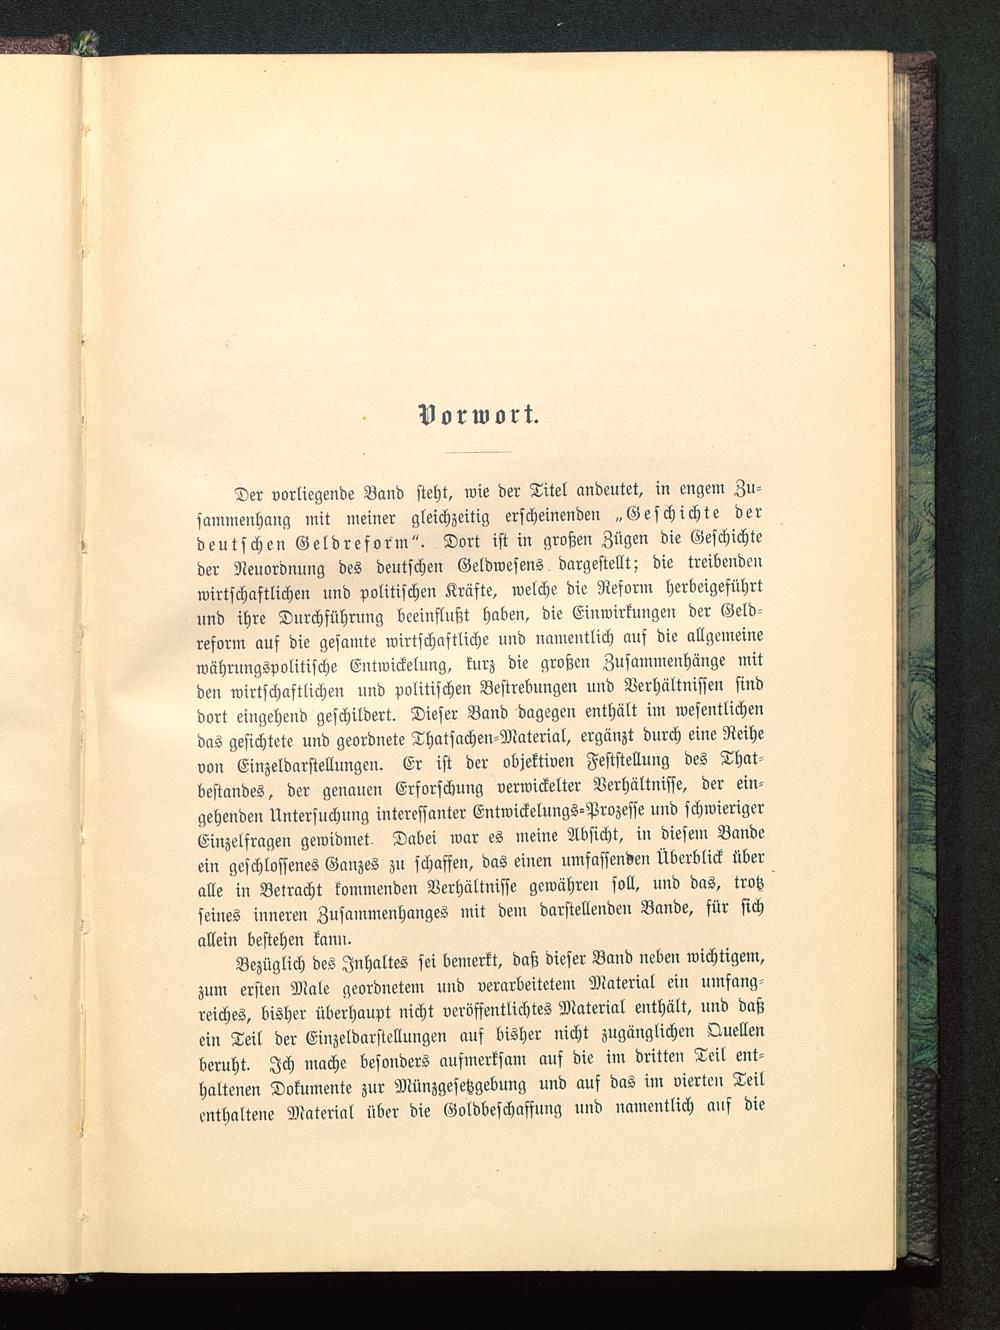 Vorwort.
Der vorliegende Band steht, wie der Titel andeutet, in engem Zu-
sammenhang mit meiner gleichzeitig erscheinenden „Geschichte der
deutschen Geldreform“. Dort ist in großen Zügen die Geschichte
der Neuordnung des deutschen Geldwesens dargestellt; die treibenden
wirtschaftlichen und politischen Kräfte, welche die Reform herbeigeführt
und ihre Durchführung beeinflußt haben, die Einwirkungen der Geld-
reform auf die gesamte wirtschaftliche und namentlich auf die allgemeine
währungspolitische Entwickelung, kurz die großen Zusammenhänge mit
den wirtschaftlichen und politischen Bestrebungen und Verhältnissen sind
dort eingehend geschildert. Dieser Band dagegen enthält im wesentlichen
das gesichtete und geordnete Thatsachen-Material, ergänzt durch eine Reihe
von Einzeldarstellungen. Er ist der objektiven Feststellung des That-
bestandes, der genauen Erforschung verwickelter Verhältnisse, der ein-
gehenden Untersuchung interessanter Entwickelungs-Prozesse und schwieriger
Einzelfragen gewidmet. Dabei war es meine Absicht, in diesem Bande
ein geschlossenes Ganzes zu schaffen, das einen umfassenden Überblick über
alle in Betracht kommenden Verhältnisse gewähren soll, und das, trotz
seines inneren Zusammenhanges mit dem darstellenden Bande, für sich
allein bestehen kann.
Bezüglich des Inhaltes sei bemerkt, daß dieser Band neben wichtigem,
zum ersten Male geordnetem und verarbeitetem Material ein umfang-
reiches, bisher überhaupt nicht veröffentlichtes Material enthält, und daß
ein Teil der Einzeldarstellungen auf bisher nicht zugänglichen Quellen
beruht. Ich mache besonders aufmerksam auf die im dritten Teil ent-
haltenen Dokumente zur Münzgesetzgebung und auf das im vierten Teil
enthaltene Material über die Goldbeschaffung und namentlich auf die